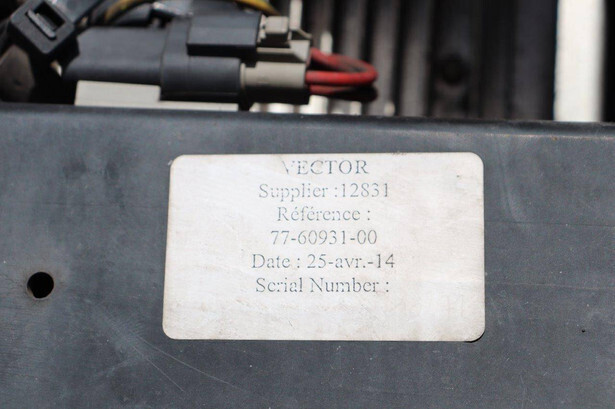 VECTOR
Supplier :12831
Référence :
77-60931-00
Date : 25-avr.-14
Serial Number :